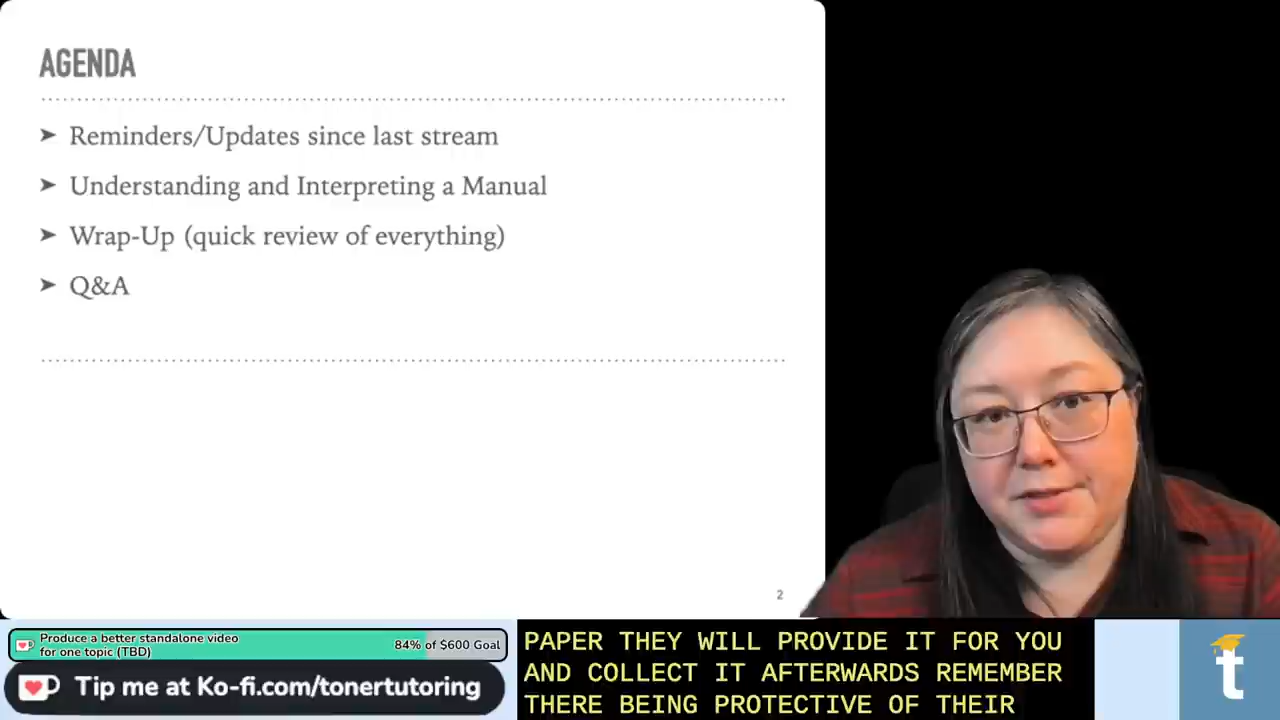 AGENDA
➤ Reminders/Updates since last stream
➤ Understanding and Interpreting a Manual
➤ Wrap-Up (quick review of everything)
➤ Q&A
2
Produce a better standalone video
for one topic (TBD)
84% of $600 Goal
Tip me at Ko-fi.com/tonertutoring
PAPER THEY WILL PROVIDE IT FOR YOU
AND COLLECT IT AFTERWARDS REMEMBER
THERE BEING PROTECTIVE OF THEIR
t